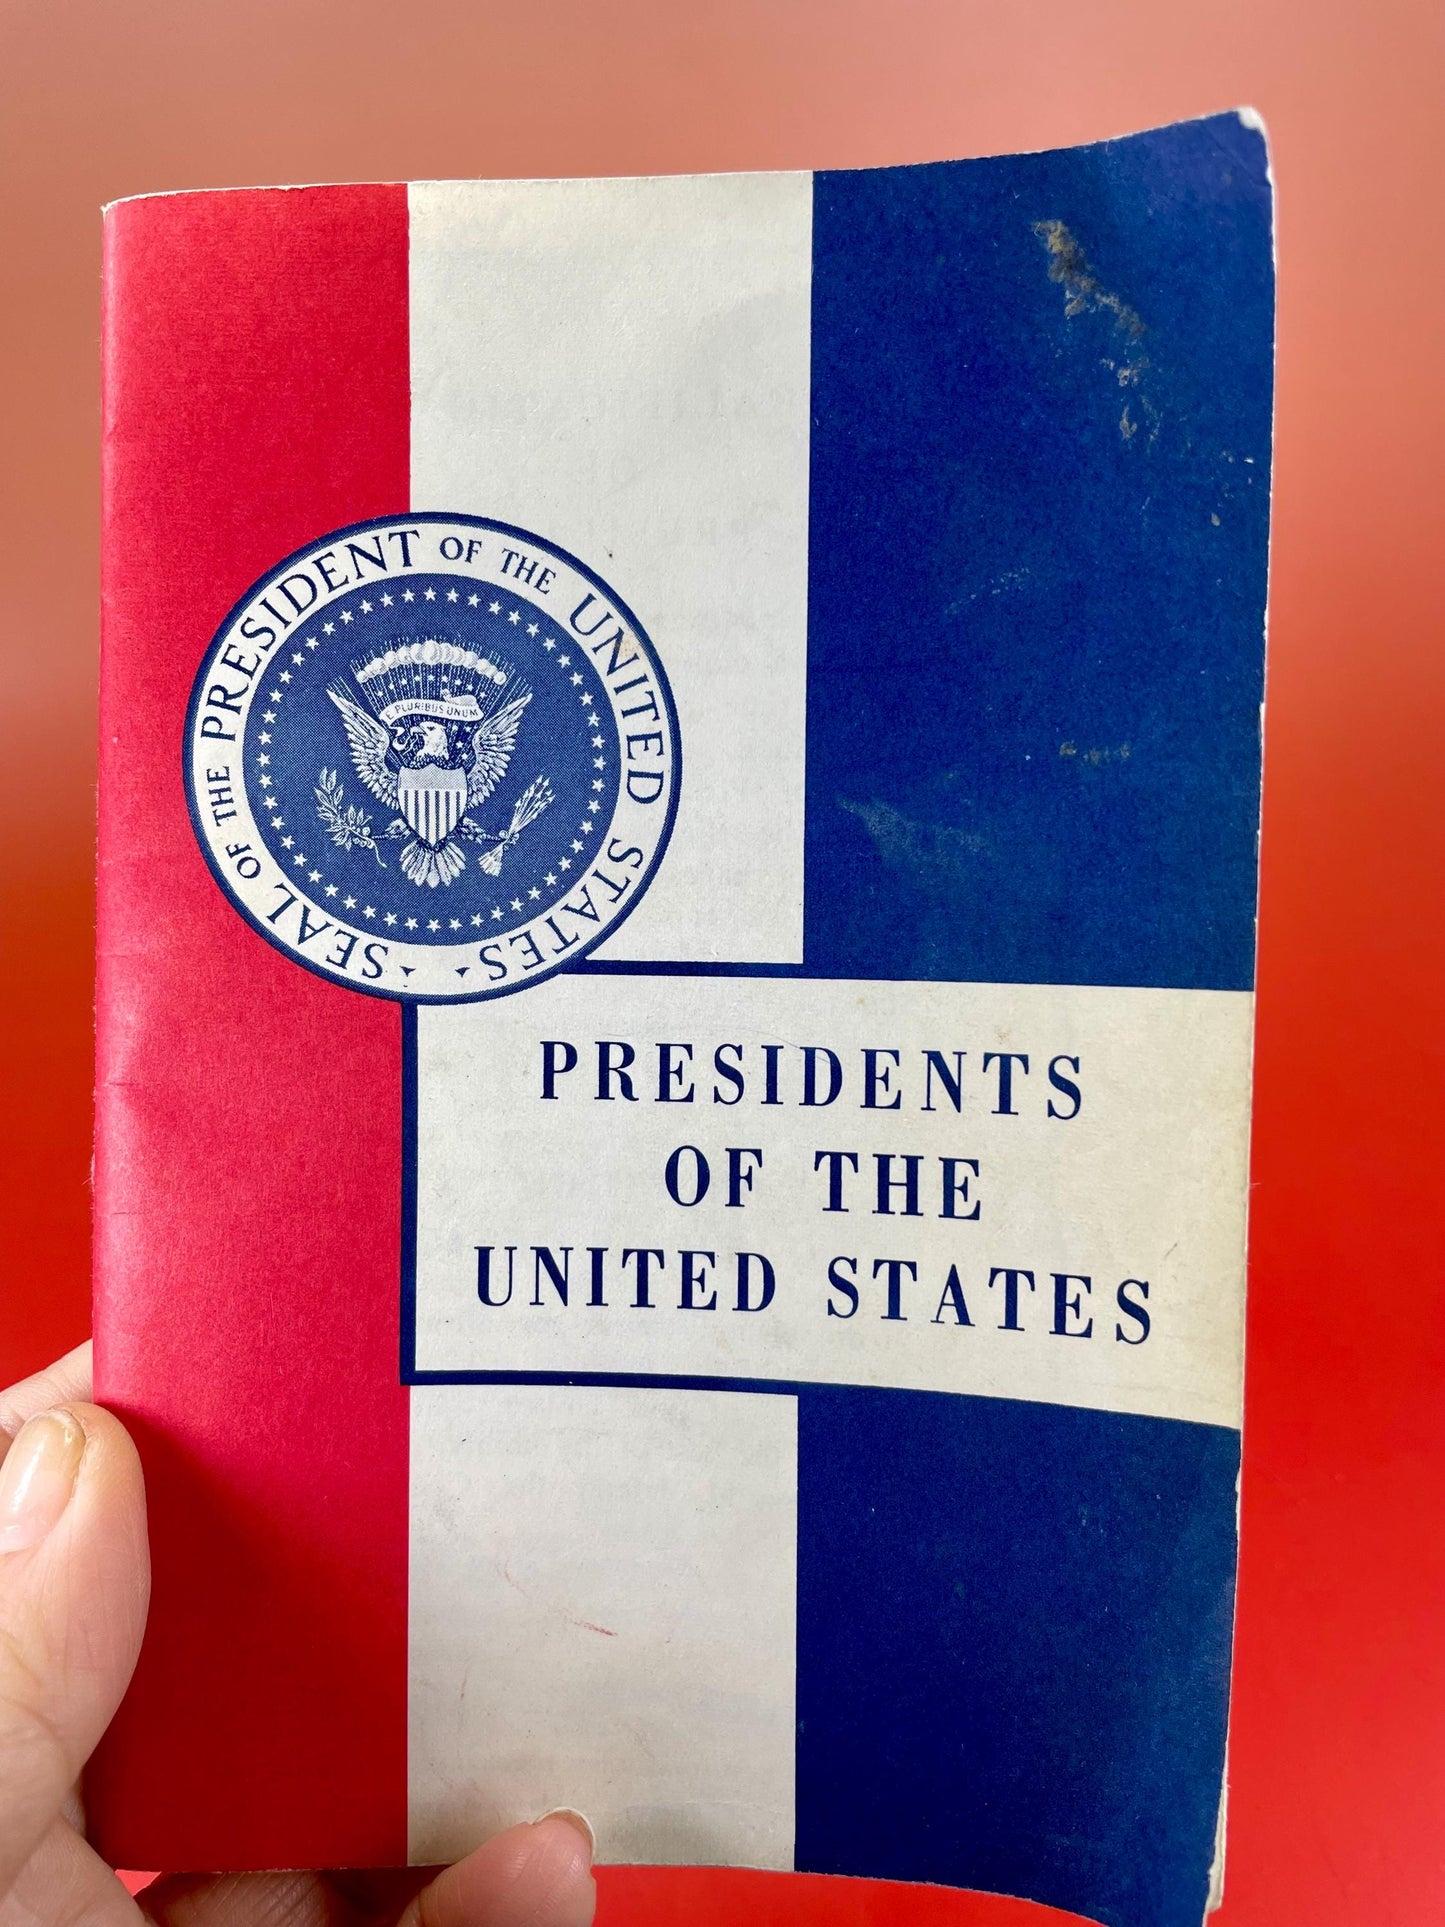 SEAL OF THE PRESIDENT OF THE UNITED STATES
E PLURIBUS UNUM
PRESIDENTS
OF THE
UNITED STATES